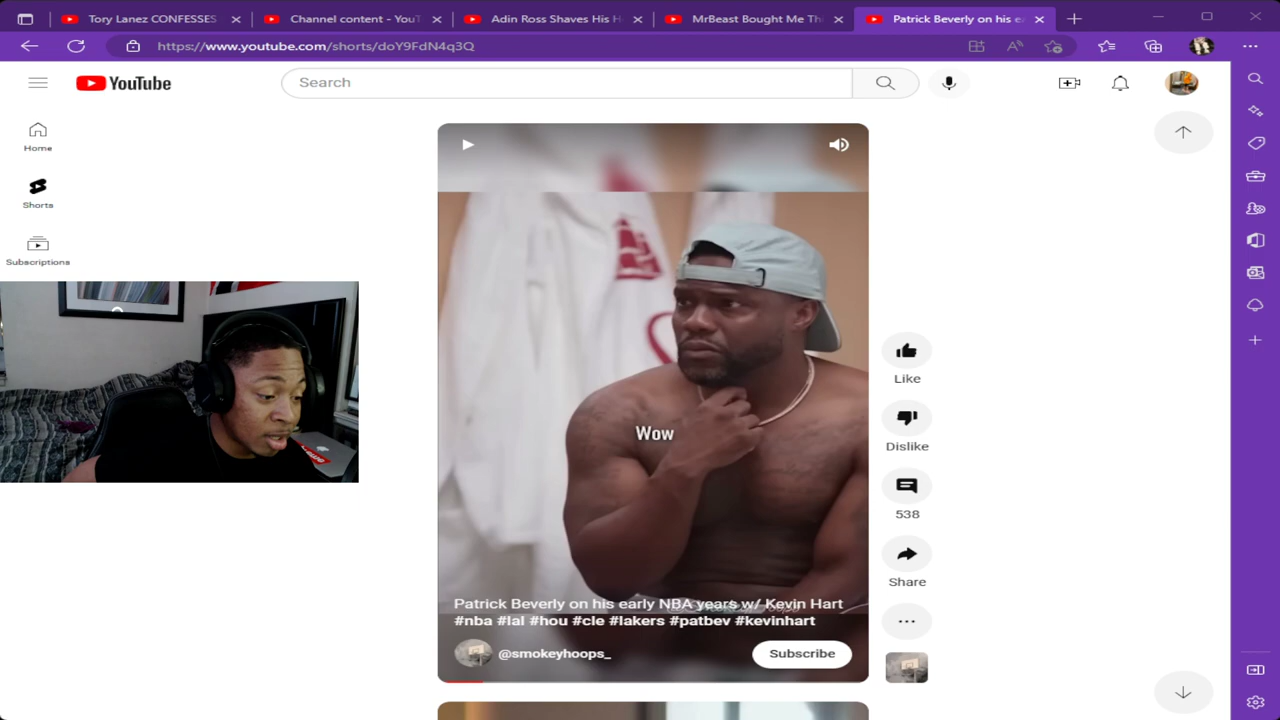 Tory Lanez CONFESSES
Channel content - YouT
Adin Ross Shaves His H
MrBeast Bought Me Thi
Patrick Beverly on his ea
https://www.youtube.com/shorts/doY9FdN4q3Q
YouTube
Search
Home
Shorts
Subscriptions
Wow
Like
Dislike
538
Share
Patrick Beverly on his early NBA years w/ Kevin Hart
#nba #lal #hou #cle #lakers #patbev #kevinhart
@smokeyhoops_
Subscribe